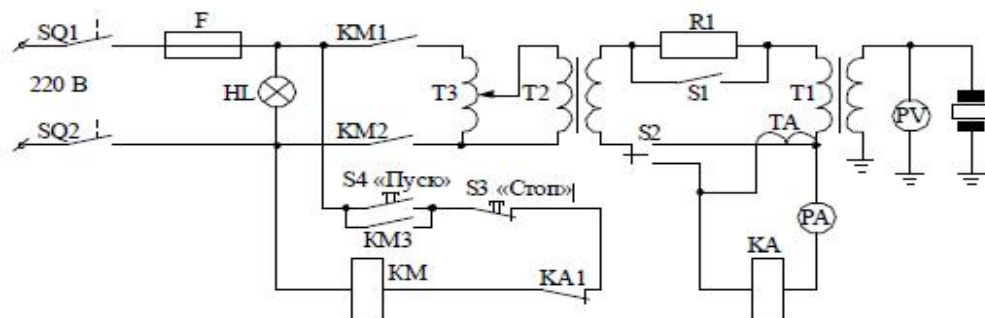 SQ1
F
KM1
R1
220 В
HL
T3
T2
S1
T1
PV
SQ2
KM2
S2
TA
S4 «Пуск»
S3 «Стоп»
PA
KM3
KM
KA1
KA